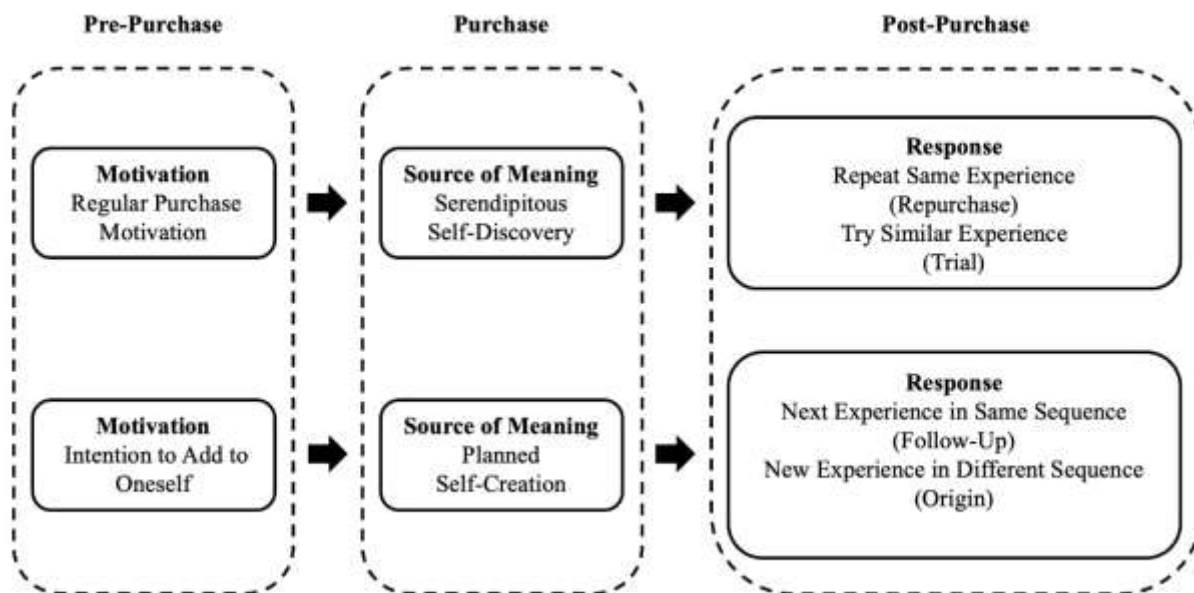 Pre-Purchase
Purchase
Post-Purchase
Motivation
Regular Purchase
Motivation
Source of Meaning
Serendipitous
Self-Discovery
Response
Repeat Same Experience
(Repurchase)
Try Similar Experience
(Trial)
Motivation
Intention to Add to
Oneself
Source of Meaning
Planned
Self-Creation
Response
Next Experience in Same Sequence
(Follow-Up)
New Experience in Different Sequence
(Origin)